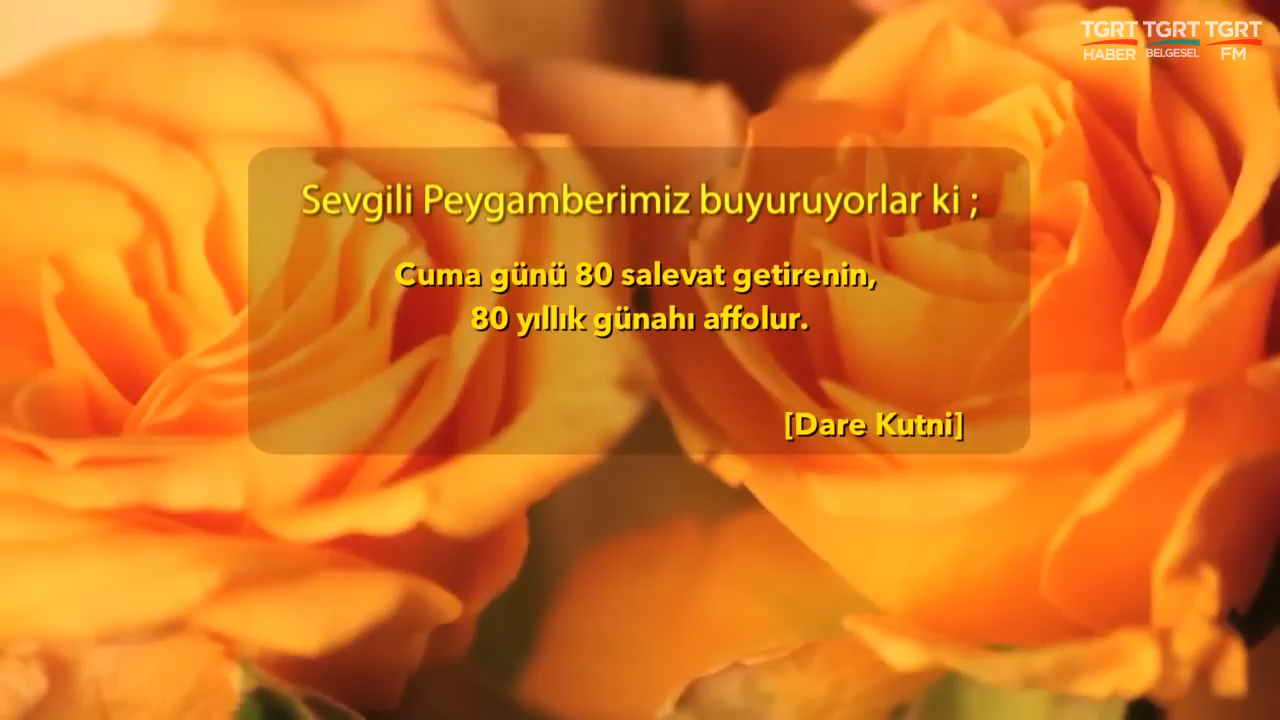 TGRT TGRT TGRT
HABER BELGESEL FM
Sevgili Peygamberimiz buyuruyorlar ki ;
Cuma günü 80 salevat getirenin,
80 yıllık günahı affolur.
[Dare Kutni]